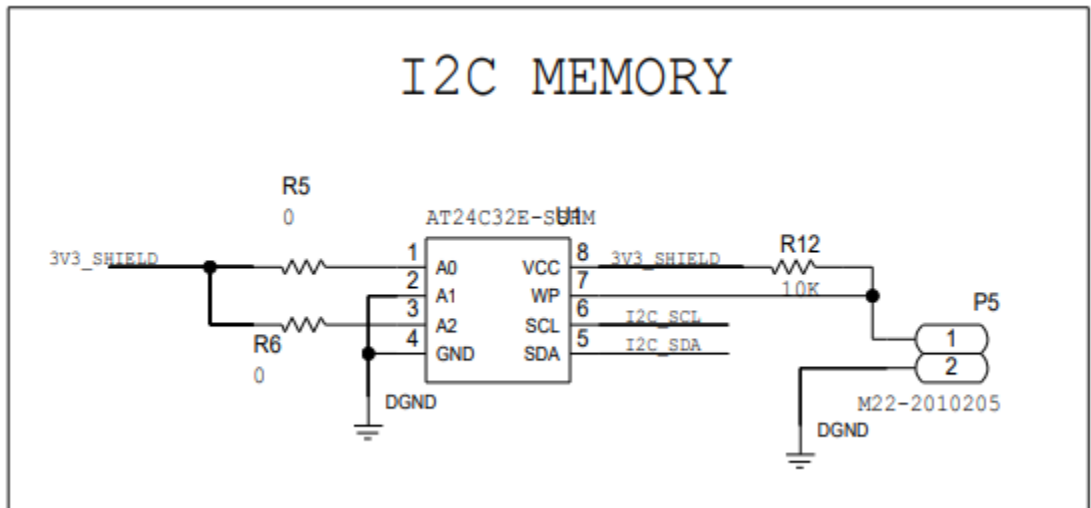 I2C MEMORY
R5
0
AT24C32E-SSHM
U1
3V3_SHIELD
1
A0
VCC
8
3V3_SHIELD
R12
10K
2
A1
WP
7
P5
3
A2
SCL
6
I2C_SCL
1
R6
0
4
GND
SDA
5
I2C_SDA
2
M22-2010205
DGND
DGND